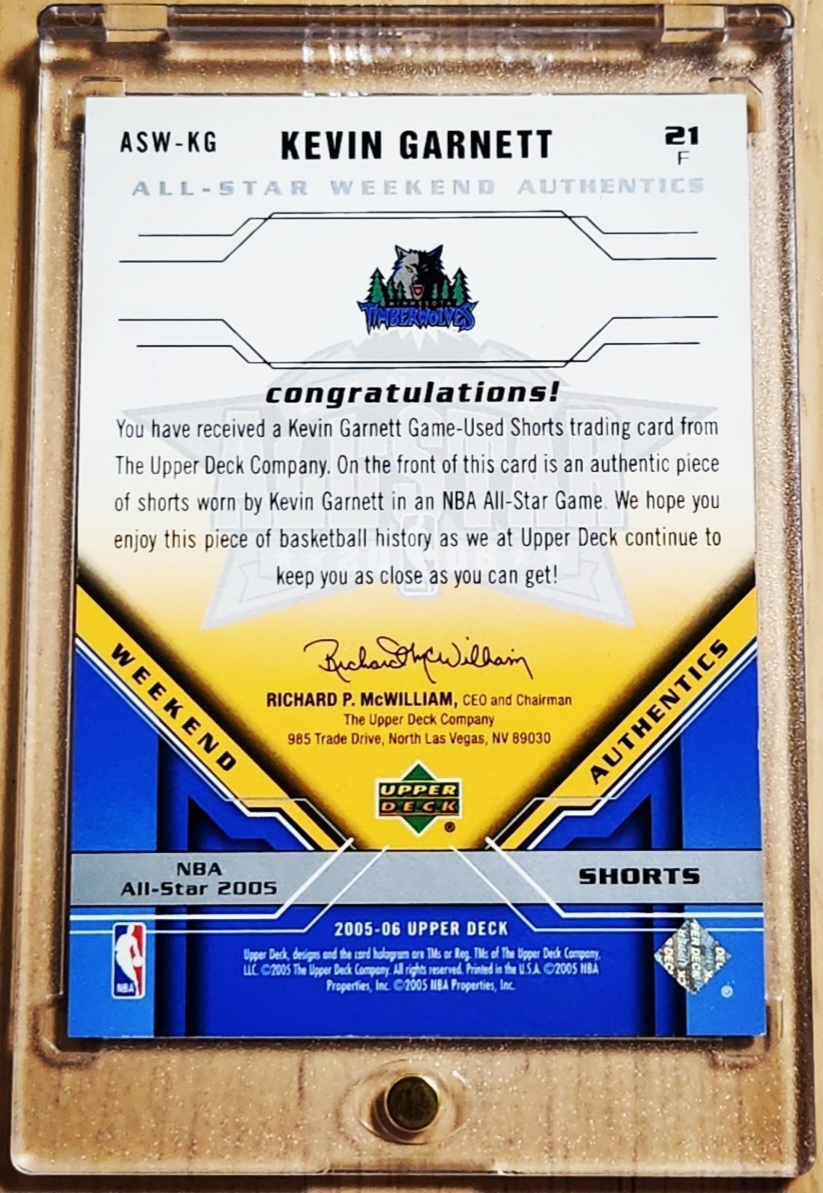 ASW-KG KEVIN GARNETT 21
F
ALL-STAR WEEKEND AUTHENTICS
MINNESOTA
TIMBERWOLVES
congratulations!
You have received a Kevin Garnett Game-Used Shorts trading card from
The Upper Deck Company. On the front of this card is an authentic piece
of shorts worn by Kevin Garnett in an NBA All-Star Game. We hope you
enjoy this piece of basketball history as we at Upper Deck continue to
keep you as close as you can get!
ALL-STAR
Richard McWilliam
RICHARD P. McWILLIAM, CEO and Chairman
The Upper Deck Company
985 Trade Drive, North Las Vegas, NV 89030
WEEKEND
AUTHENTICS
UPPER
DECK
®
NBA
All-Star 2005
SHORTS
2005-06 UPPER DECK
Upper Deck, designs and the card hologram are TMs or Reg. TMs of The Upper Deck Company,
LLC. ©2005 The Upper Deck Company. All rights reserved. Printed in the U.S.A. ©2005 NBA
Properties, Inc. ©2005 NBA Properties, Inc.
NBA
®